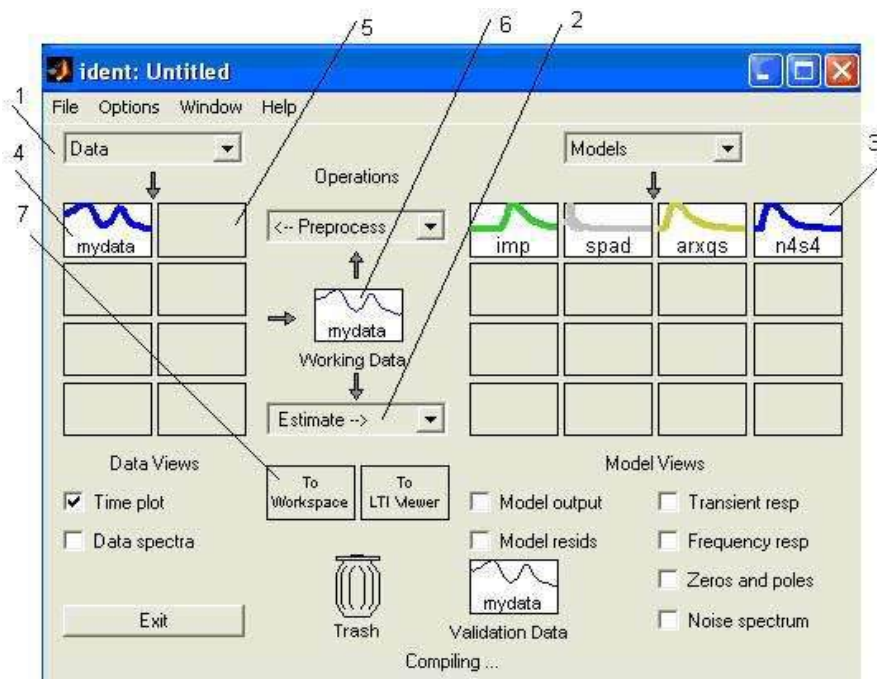 5
6
2
ident: Untitled
1
File Options Window Help
Data
Models
3
4
Operations
7
<-- Preprocess
mydata
imp
spad
arxqs
n4s4
mydata
Working Data
Estimate -->
Data Views
Model Views
To Workspace
To LTI Viewer
Time plot
Model output
Transient resp
Data spectra
Model resids
Frequency resp
Zeros and poles
mydata
Exit
Noise spectrum
Trash
Validation Data
Compiling ...